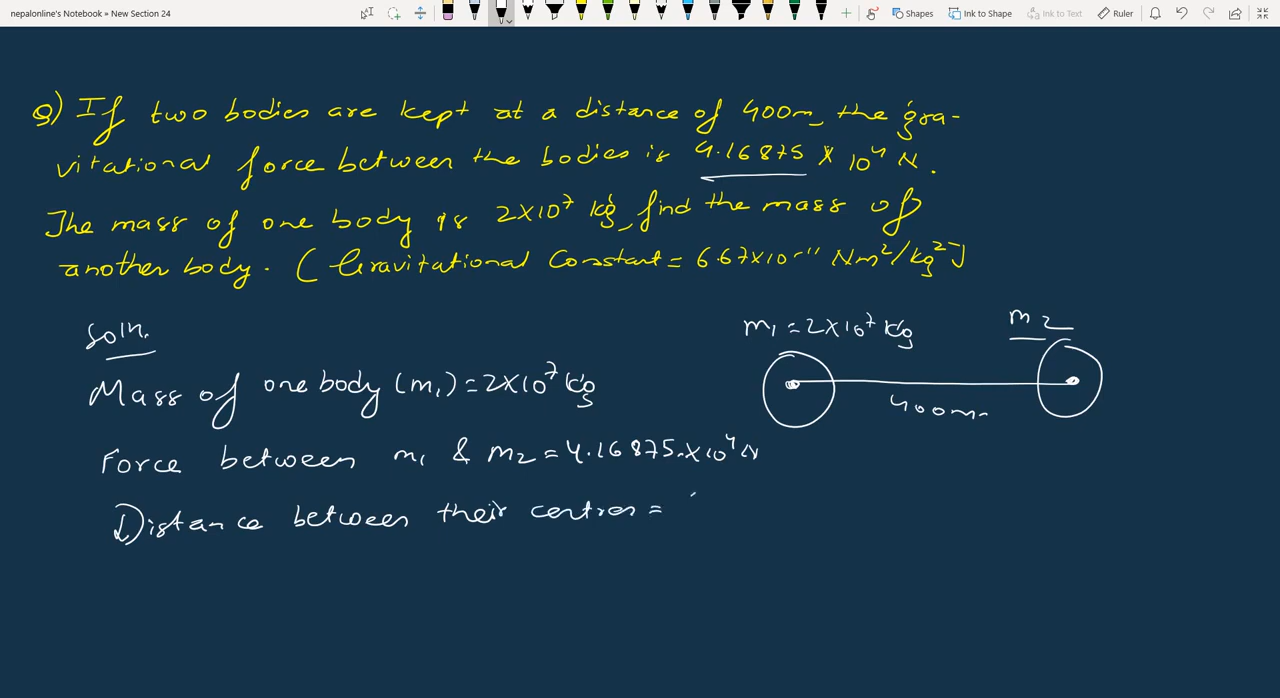 nepalonline's Notebook » New Section 24
Shapes Ink to Shape Ink to Text Ruler
Q) If two bodies are kept at a distance of 400m, the gra-
vitational force between the bodies is 4.16875 × 10⁴ N.
The mass of one body is 2×10⁷ kg, find the mass of
another body. (Gravitational Constant = 6.67×10⁻¹¹ Nm²/kg²]
Soln.
m₁ = 2×10⁷ kg
m₂
Mass of one body (m₁) = 2×10⁷ kg
400m
Force between m₁ & m₂ = 4.16875×10⁴ N
Distance between their centres =